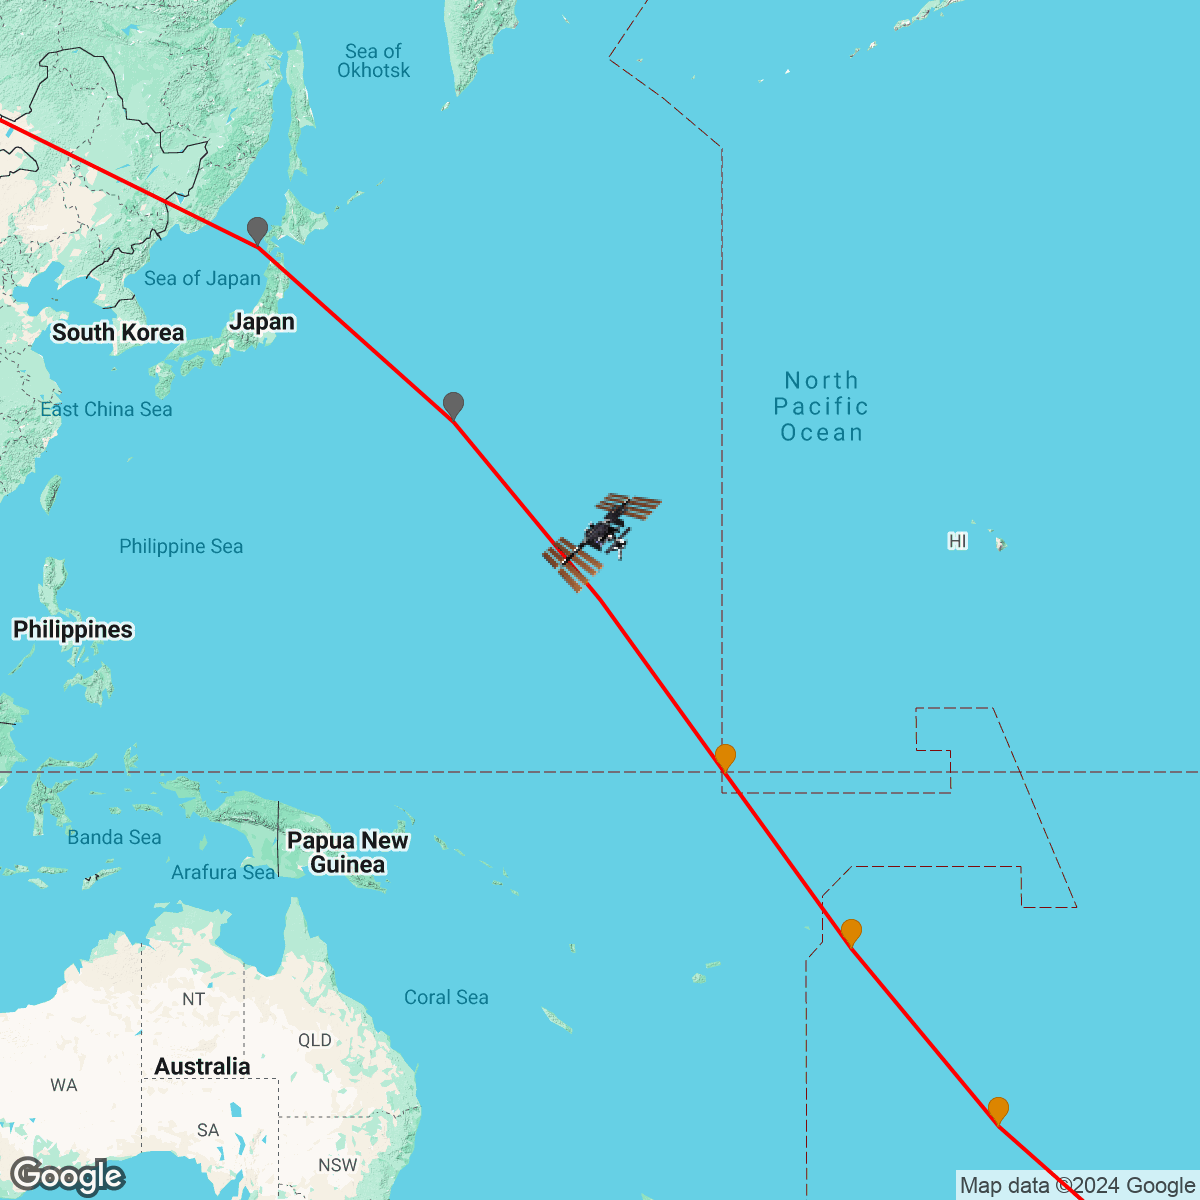 Sea of
Okhotsk
Sea of Japan
South Korea
Japan
North
Pacific
Ocean
East China Sea
Philippine Sea
HI
Philippines
Banda Sea
Papua New
Guinea
Arafura Sea
NT
Coral Sea
QLD
Australia
WA
SA
NSW
Google
Map data ©2024 Google